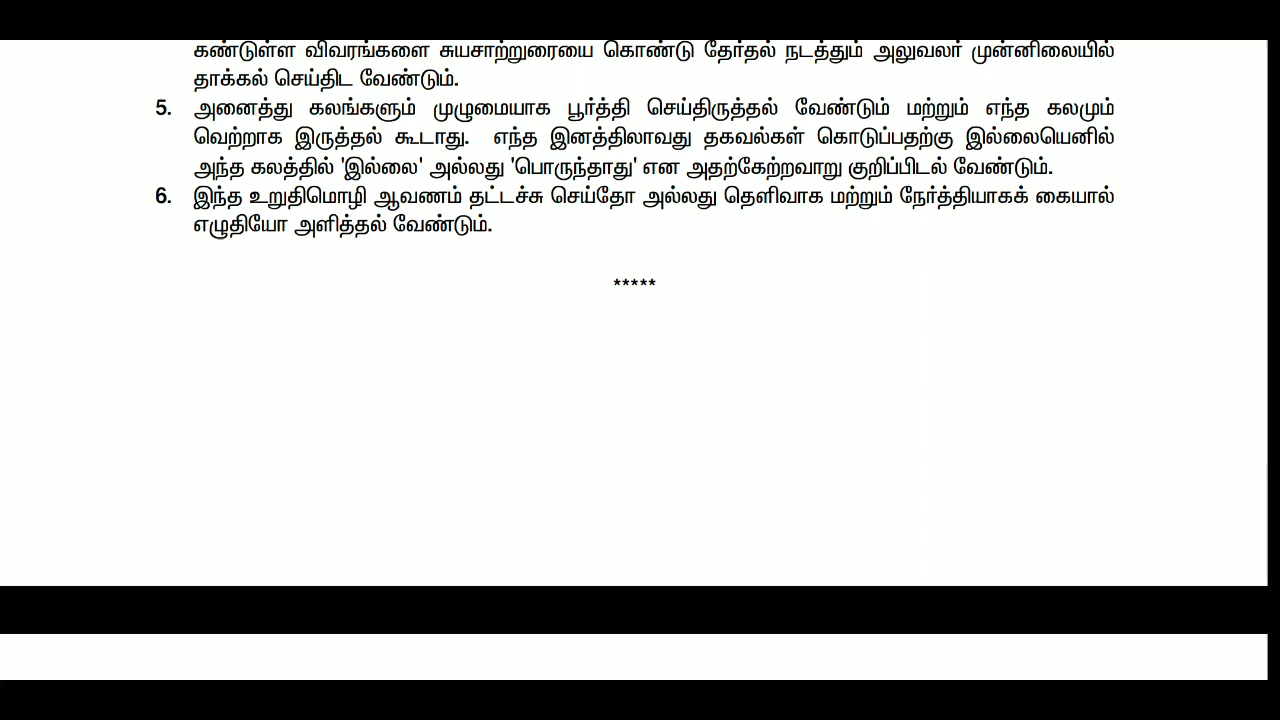 கண்டுள்ள விவரங்களை சுயசாற்றுரையை கொண்டு தேர்தல் நடத்தும் அலுவலர் முன்னிலையில்
தாக்கல் செய்திட வேண்டும்.
5. அனைத்து கலங்களும் முழுமையாக பூர்த்தி செய்திருத்தல் வேண்டும் மற்றும் எந்த கலமும்
வெற்றாக இருத்தல் கூடாது. எந்த இனத்திலாவது தகவல்கள் கொடுப்பதற்கு இல்லையெனில்
அந்த கலத்தில் 'இல்லை' அல்லது 'பொருந்தாது' என அதற்கேற்றவாறு குறிப்பிடல் வேண்டும்.
6. இந்த உறுதிமொழி ஆவணம் தட்டச்சு செய்தோ அல்லது தெளிவாக மற்றும் நேர்த்தியாகக் கையால்
எழுதியோ அளித்தல் வேண்டும்.
*****